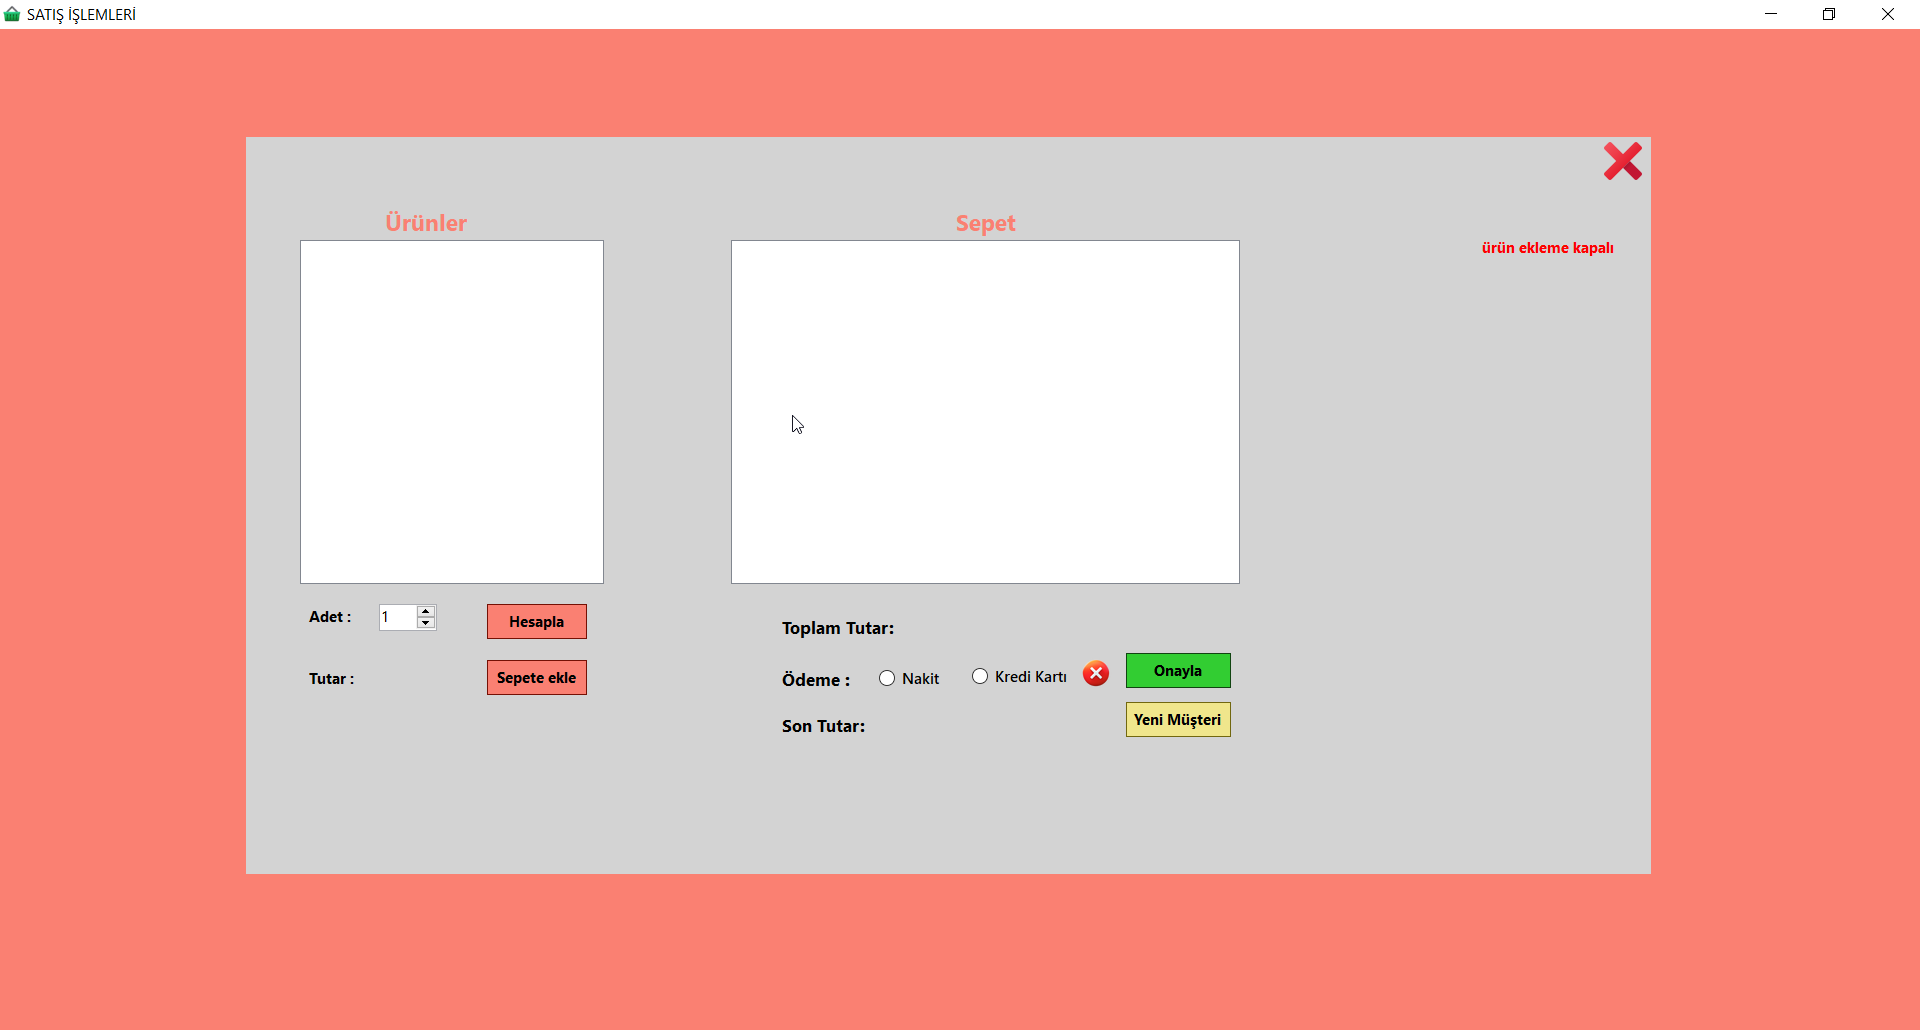 SATIŞ İŞLEMLERİ
Ürünler
Sepet
ürün ekleme kapalı
Adet :
1
Hesapla
Tutar :
Sepete ekle
Toplam Tutar:
Ödeme :
Nakit
Kredi Kartı
Onayla
Son Tutar:
Yeni Müşteri